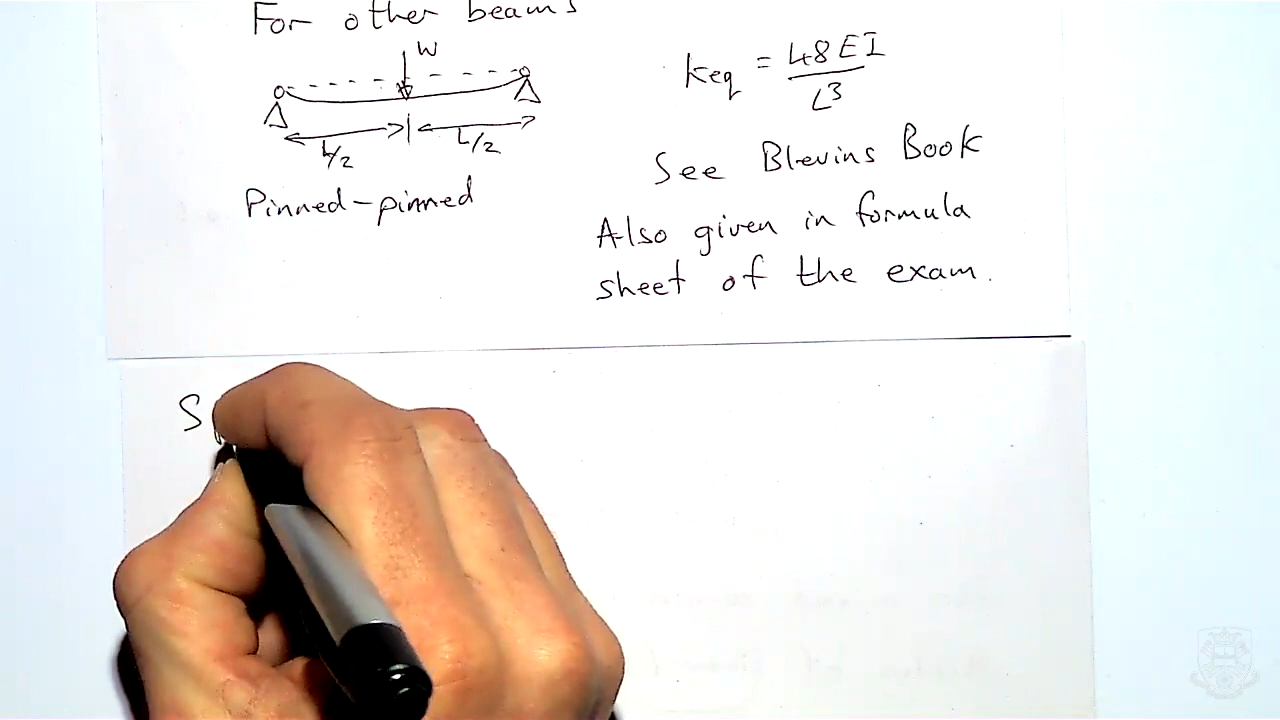 For other beams
W
L/2
L/2
Pinned-pinned
Keq = 48EI
L³
See Blevins Book
Also given in formula
sheet of the exam.
S